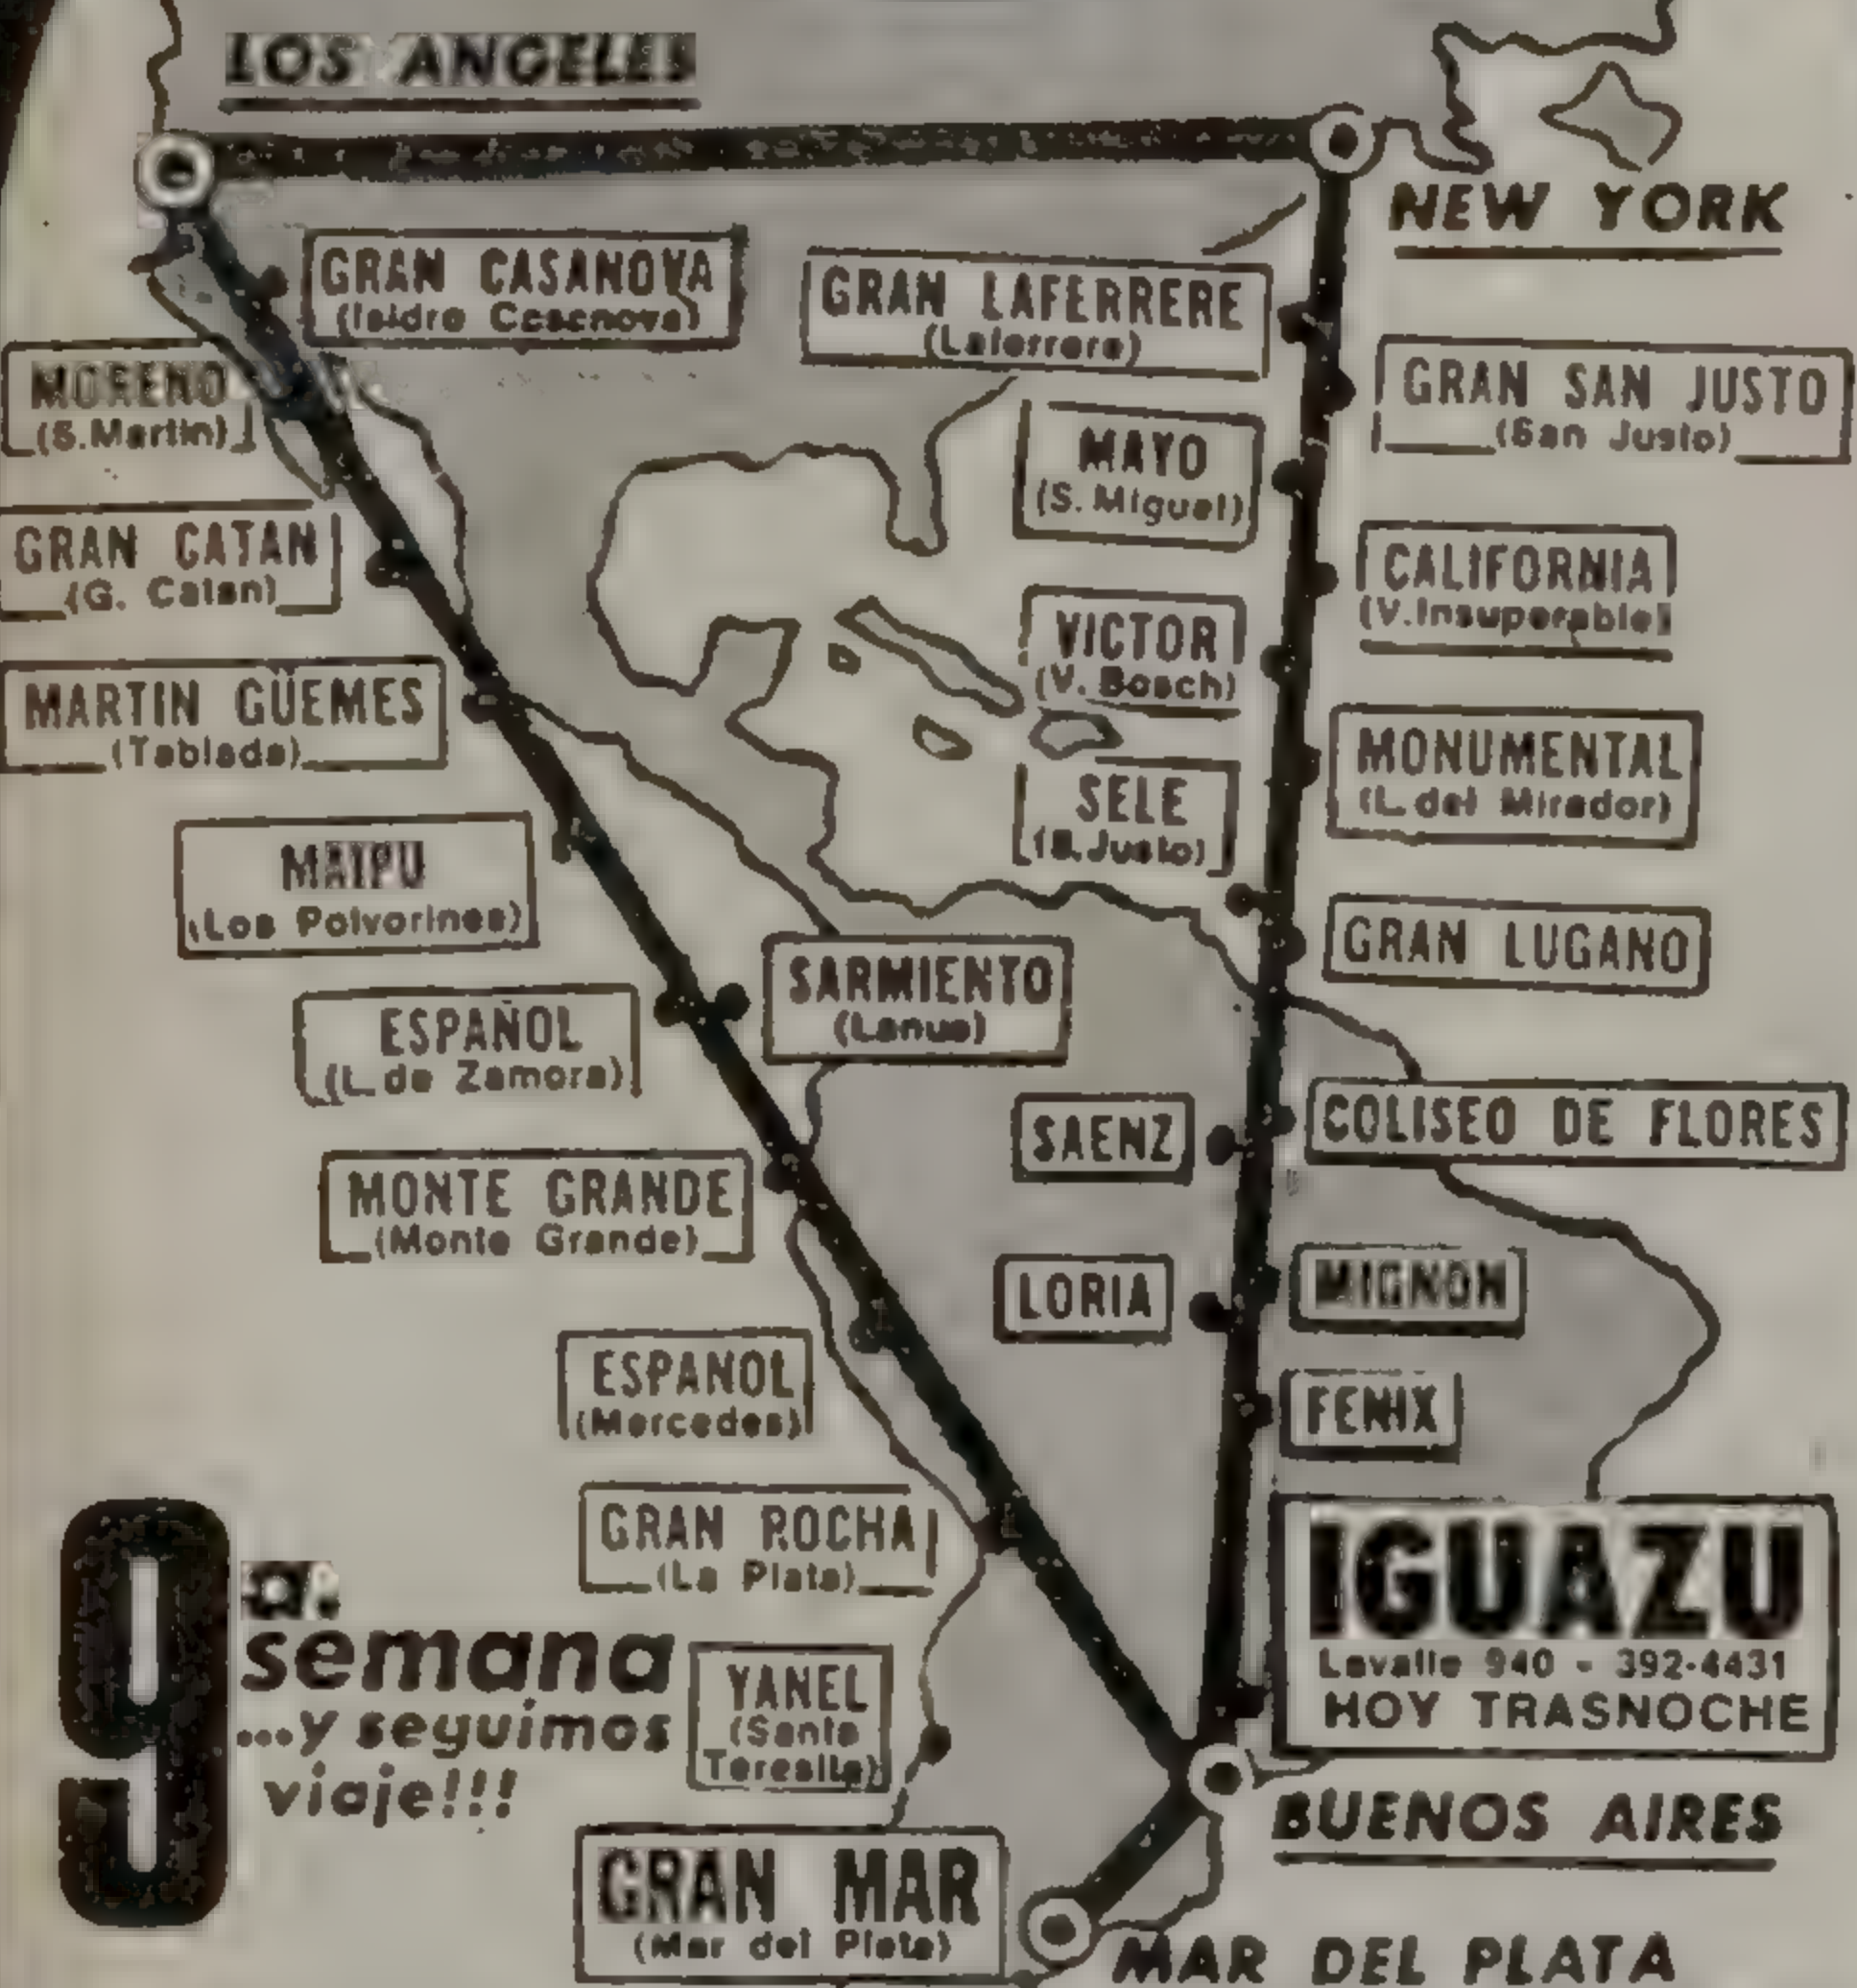 LOS ANGELES
NEW YORK
GRAN CASANOVA
(Isidro Casanova)
GRAN LAFERRERE
(Laferrere)
MORENO
(S.Martin)
GRAN SAN JUSTO
(San Justo)
MAYO
(S. Miguel)
GRAN CATAN
(G. Catan)
CALIFORNIA
(V.Insuperable)
VICTOR
(V. Bosch)
MARTIN GÜEMES
(Tablada)
MONUMENTAL
(L.del Mirador)
SELE
(S.Justo)
MAIPU
(Los Polvorines)
GRAN LUGANO
SARMIENTO
(Lanus)
ESPAÑOL
(L.de Zamora)
SAENZ
COLISEO DE FLORES
MONTE GRANDE
(Monte Grande)
LORIA
MIGNON
ESPANOL
(Mercedes)
FENIX
GRAN ROCHA
(La Plata)
IGUAZU
Lavalle 940 - 392-4431
HOY TRASNOCHE
9a.
semana
...y seguimos
viaje!!!
YANEL
(Santa
Teresita)
BUENOS AIRES
GRAN MAR
(Mar del Plata)
MAR DEL PLATA